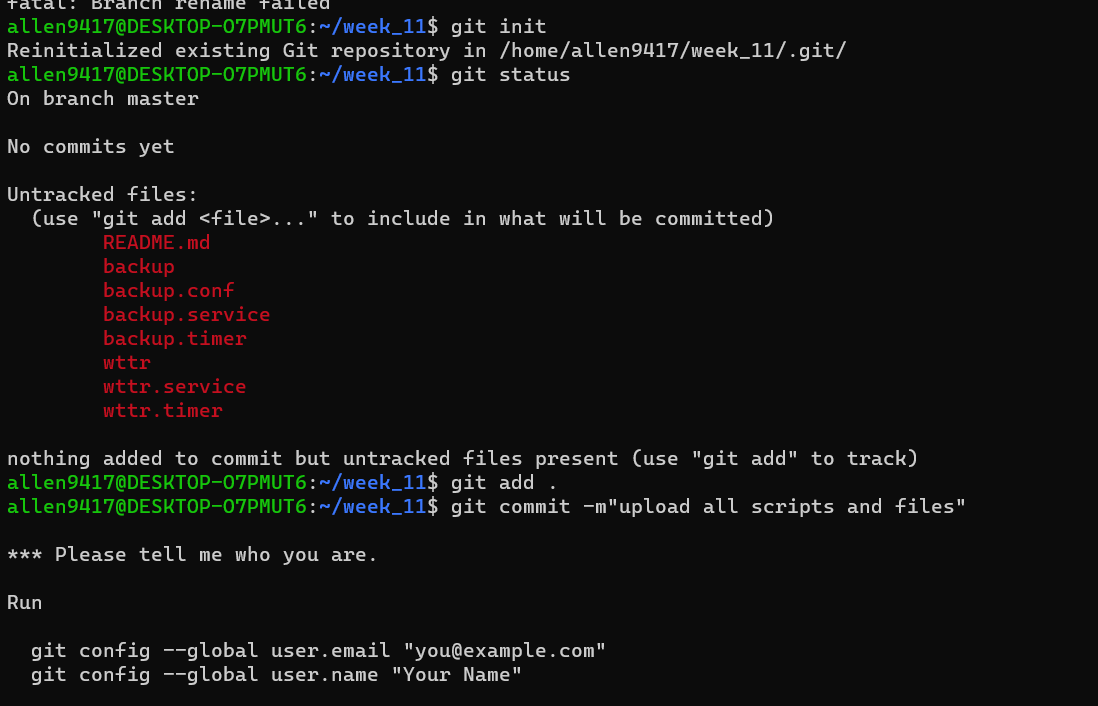 fatal: Branch rename failed
allen9417@DESKTOP-O7PMUT6:~/week_11$ git init
Reinitialized existing Git repository in /home/allen9417/week_11/.git/
allen9417@DESKTOP-O7PMUT6:~/week_11$ git status
On branch master

No commits yet

Untracked files:
  (use "git add <file>..." to include in what will be committed)
        README.md
        backup
        backup.conf
        backup.service
        backup.timer
        wttr
        wttr.service
        wttr.timer

nothing added to commit but untracked files present (use "git add" to track)
allen9417@DESKTOP-O7PMUT6:~/week_11$ git add .
allen9417@DESKTOP-O7PMUT6:~/week_11$ git commit -m"upload all scripts and files"

*** Please tell me who you are.

Run

  git config --global user.email "you@example.com"
  git config --global user.name "Your Name"